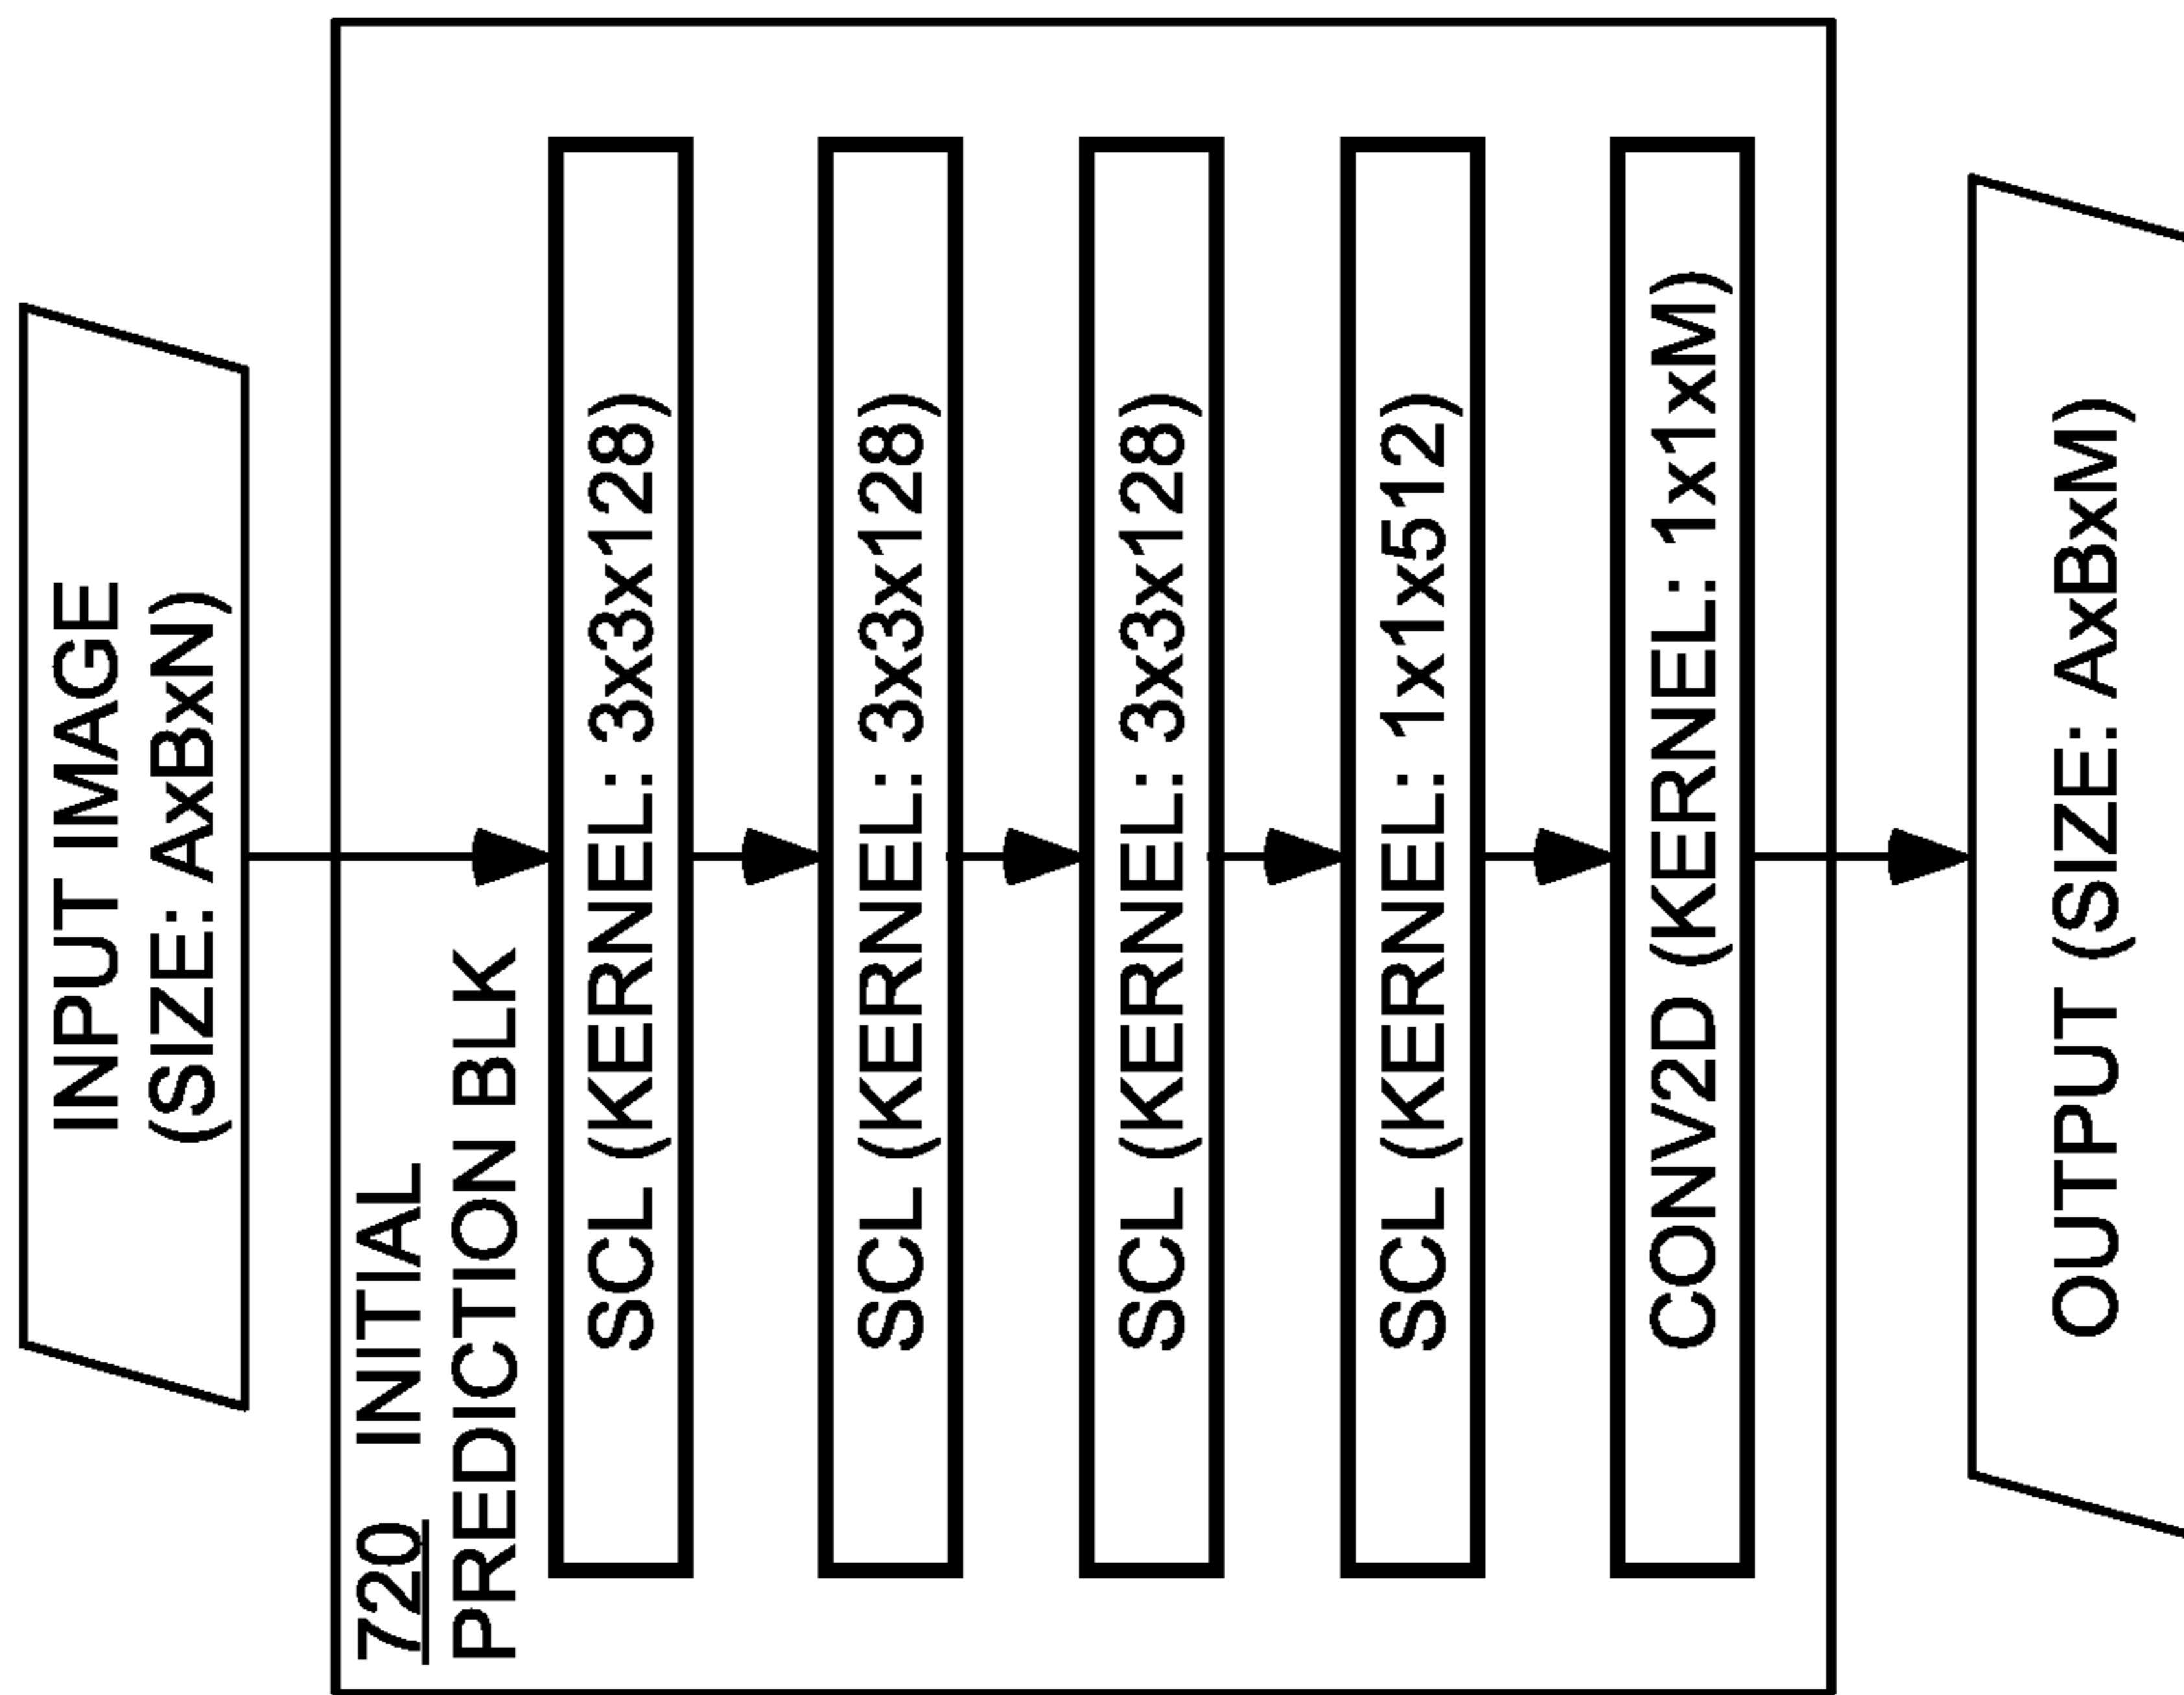 INPUT IMAGE
(SIZE: AxBxN)
720 INITIAL
PREDICTION BLK
SCL (KERNEL: 3x3x128)
SCL (KERNEL: 3x3x128)
SCL (KERNEL: 3x3x128)
SCL (KERNEL: 1x1x512)
CONV2D (KERNEL: 1x1xM)
OUTPUT (SIZE: AxBxM)